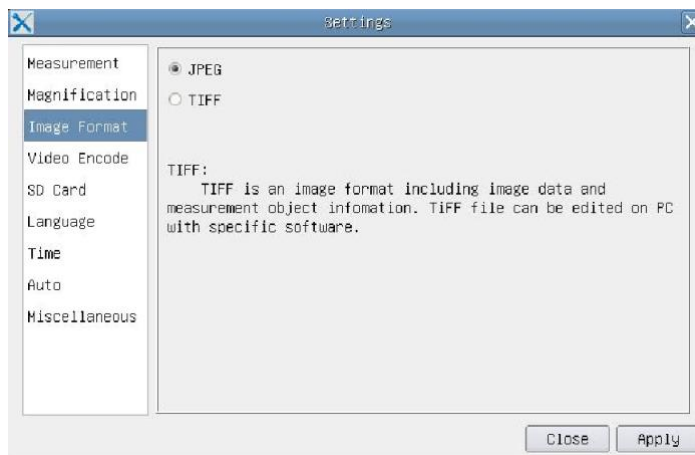 Settings
Measurement
Magnification
Image Format
Video Encode
SD Card
Language
Time
Auto
Miscellaneous
JPEG
TIFF
TIFF:
TIFF is an image format including image data and
measurement object infomation. TiFF file can be edited on PC
with specific software.
Close
Apply